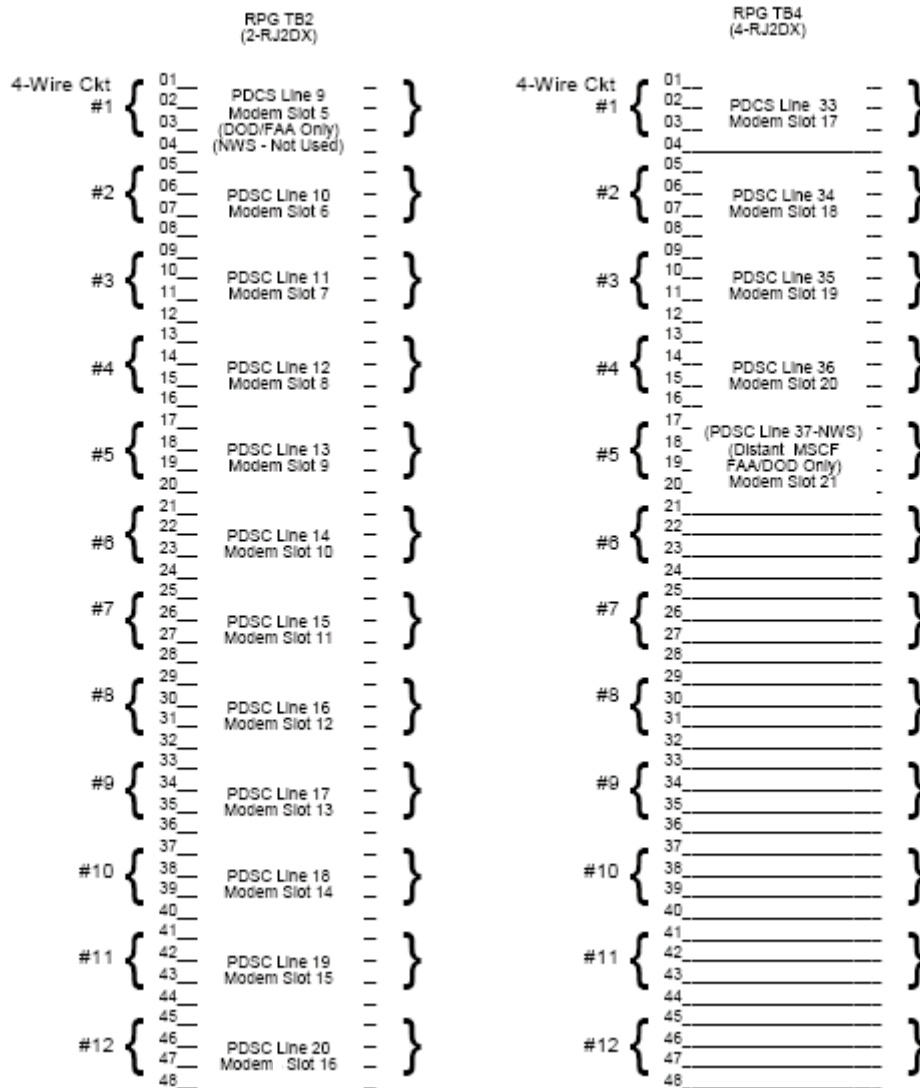 RPG TB2
(2-RJ2DX)
4-Wire Ckt
#1
01
02
03
04
PDCS Line 9
Modem Slot 5
(DOD/FAA Only)
(NWS - Not Used)
#2
05
06
07
08
PDSC Line 10
Modem Slot 6
#3
09
10
11
12
PDSC Line 11
Modem Slot 7
#4
13
14
15
16
PDSC Line 12
Modem Slot 8
#5
17
18
19
20
PDSC Line 13
Modem Slot 9
#6
21
22
23
24
PDSC Line 14
Modem Slot 10
#7
25
26
27
28
PDSC Line 15
Modem Slot 11
#8
29
30
31
32
PDSC Line 16
Modem Slot 12
#9
33
34
35
36
PDSC Line 17
Modem Slot 13
#10
37
38
39
40
PDSC Line 18
Modem Slot 14
#11
41
42
43
44
PDSC Line 19
Modem Slot 15
#12
45
46
47
48
PDSC Line 20
Modem Slot 16
RPG TB4
(4-RJ2DX)
4-Wire Ckt
#1
01
02
03
04
PDCS Line 33
Modem Slot 17
#2
05
06
07
08
PDSC Line 34
Modem Slot 18
#3
09
10
11
12
PDSC Line 35
Modem Slot 19
#4
13
14
15
16
PDSC Line 36
Modem Slot 20
#5
17
18
19
20
(PDSC Line 37-NWS)
(Distant MSCF
FAA/DOD Only)
Modem Slot 21
#6
21
22
23
24
#7
25
26
27
28
#8
29
30
31
32
#9
33
34
35
36
#10
37
38
39
40
#11
41
42
43
44
#12
45
46
47
48